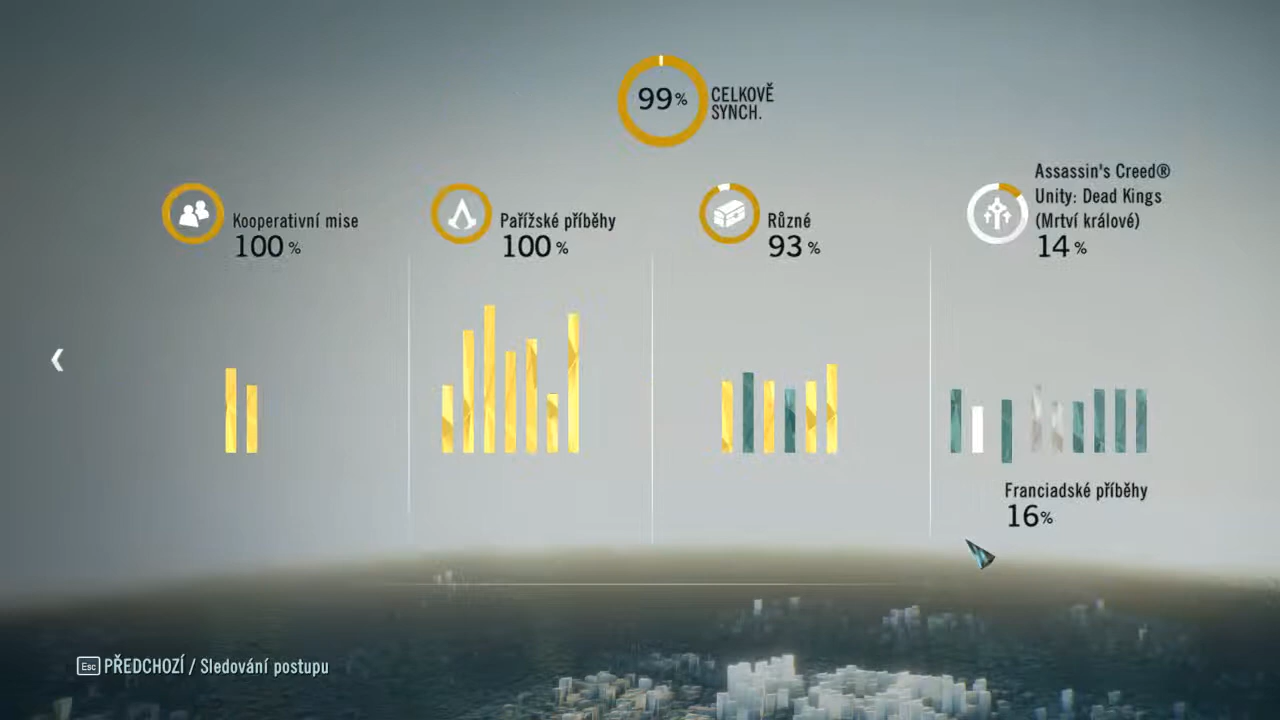 99%
CELKOVĚ
SYNCH.
Kooperativní mise
100 %
Pařížské příběhy
100 %
Různé
93 %
Assassin's Creed®
Unity: Dead Kings
(Mrtví králové)
14 %
Franciadské příběhy
16%
Esc PŘEDCHOZÍ / Sledování postupu